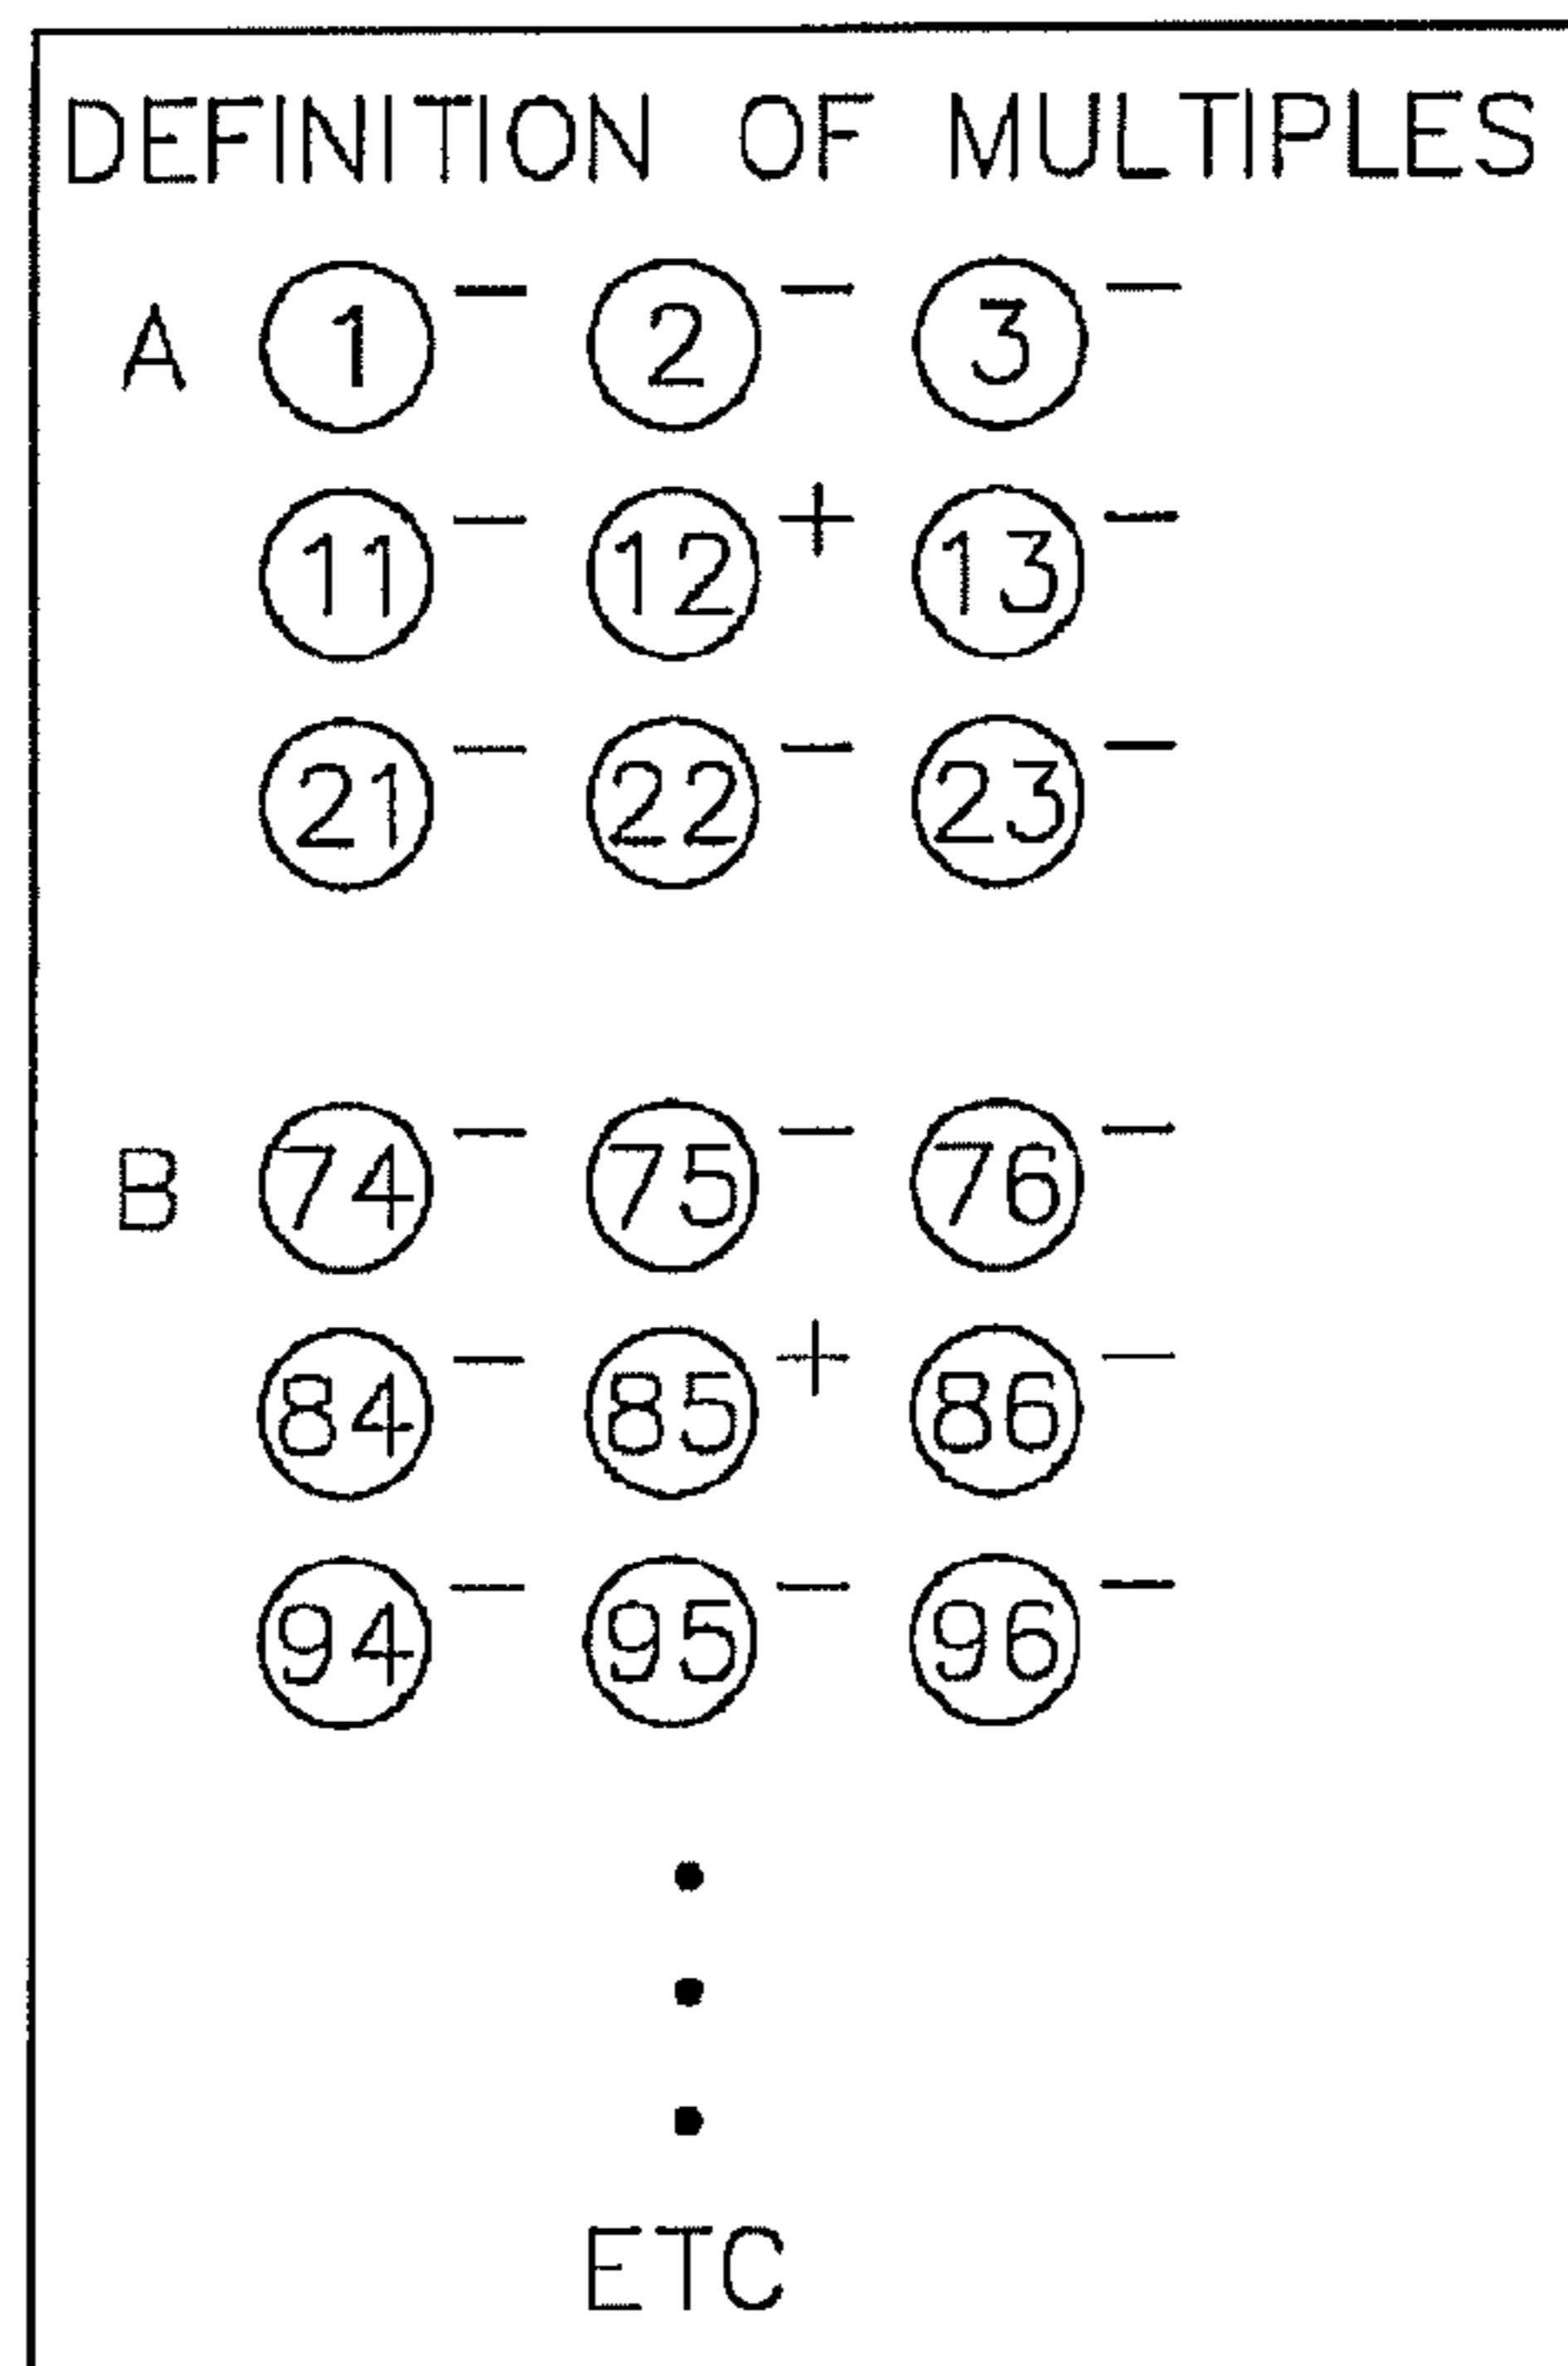 DEFINITION OF MULTIPLES
A 1 - 2 - 3 -
11 - 12 + 13 -
21 - 22 - 23 -
B 74 - 75 - 76 -
84 - 85 + 86 -
94 - 95 - 96 -
ETC